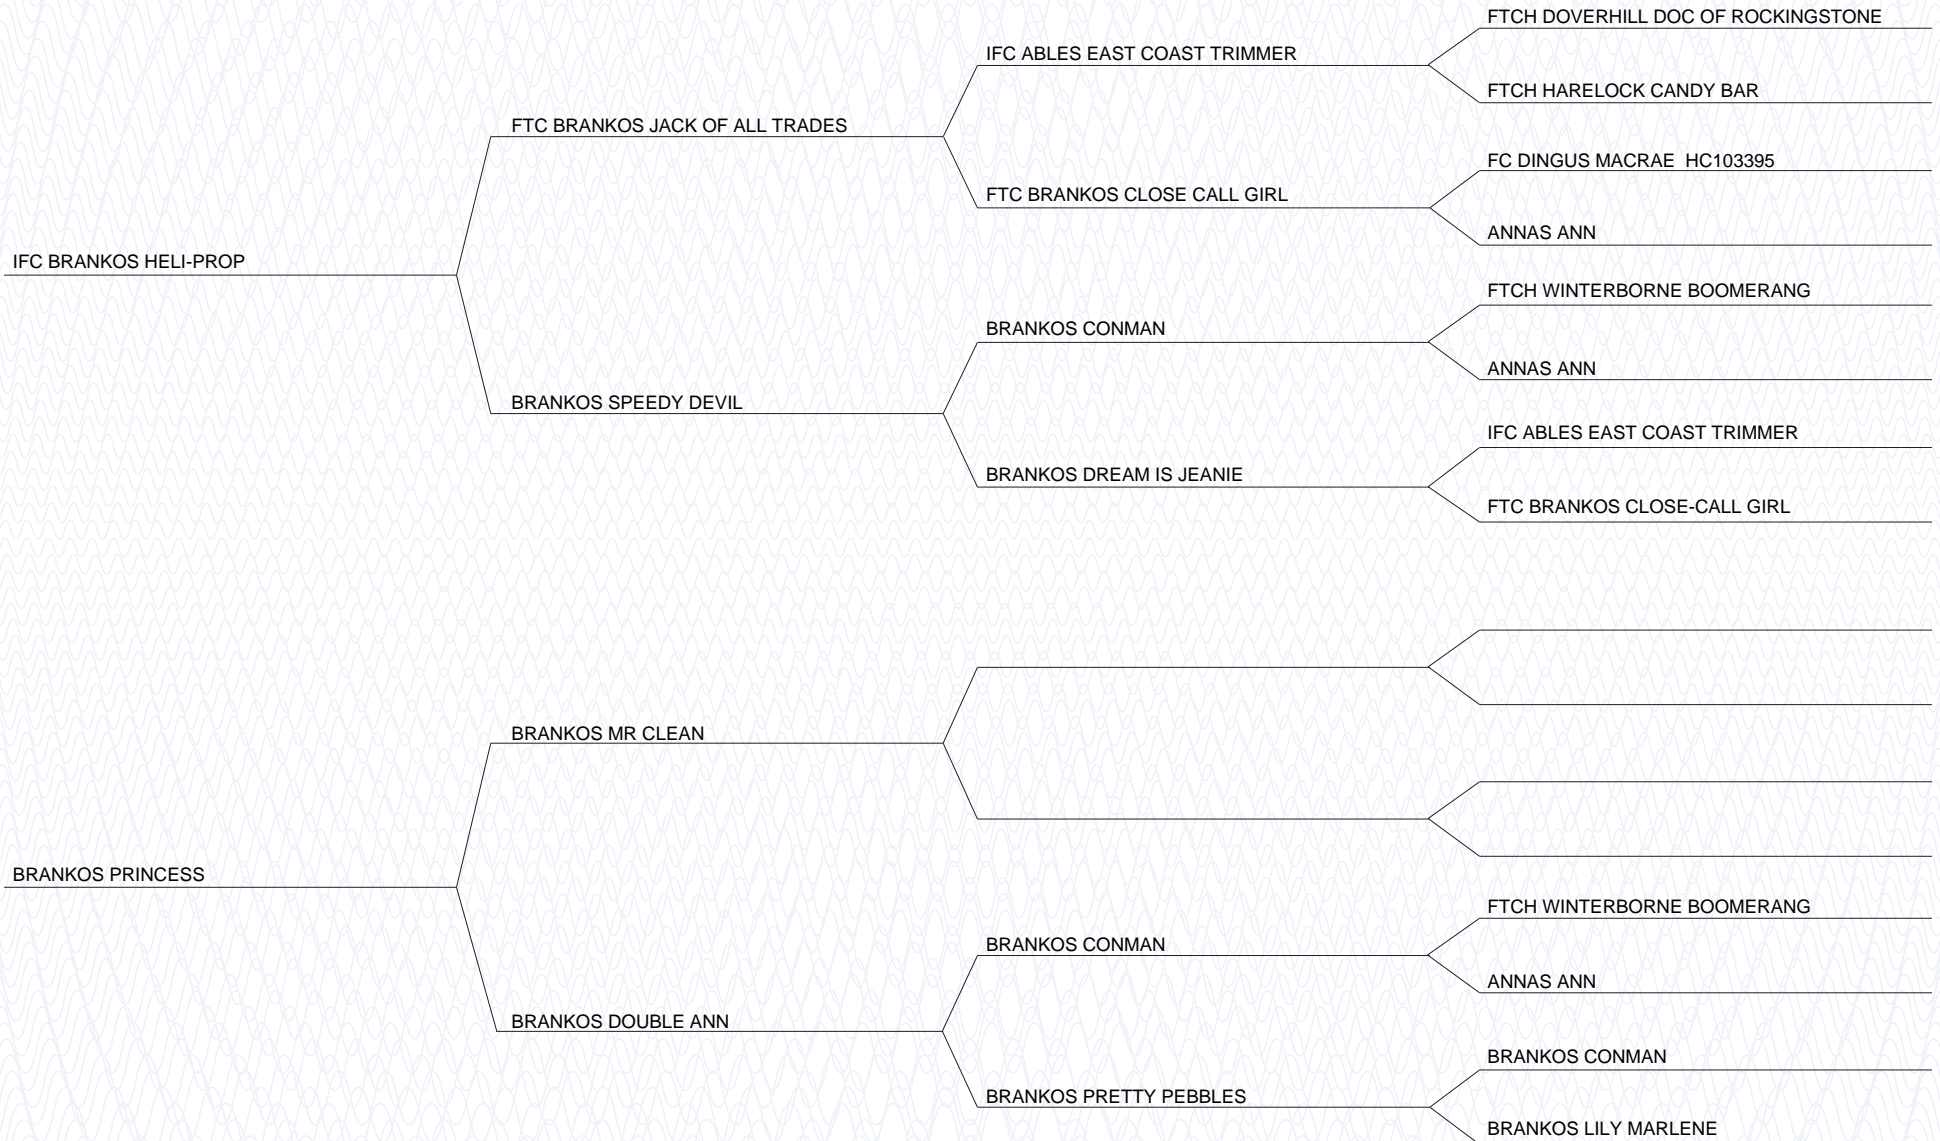 FTCH DOVERHILL DOC OF ROCKINGSTONE
IFC ABLES EAST COAST TRIMMER
FTCH HARELOCK CANDY BAR
FTC BRANKOS JACK OF ALL TRADES
FC DINGUS MACRAE  HC103395
FTC BRANKOS CLOSE CALL GIRL
ANNAS ANN
IFC BRANKOS HELI-PROP
FTCH WINTERBORNE BOOMERANG
BRANKOS CONMAN
ANNAS ANN
BRANKOS SPEEDY DEVIL
IFC ABLES EAST COAST TRIMMER
BRANKOS DREAM IS JEANIE
FTC BRANKOS CLOSE-CALL GIRL
BRANKOS MR CLEAN
BRANKOS PRINCESS
FTCH WINTERBORNE BOOMERANG
BRANKOS CONMAN
ANNAS ANN
BRANKOS DOUBLE ANN
BRANKOS CONMAN
BRANKOS PRETTY PEBBLES
BRANKOS LILY MARLENE